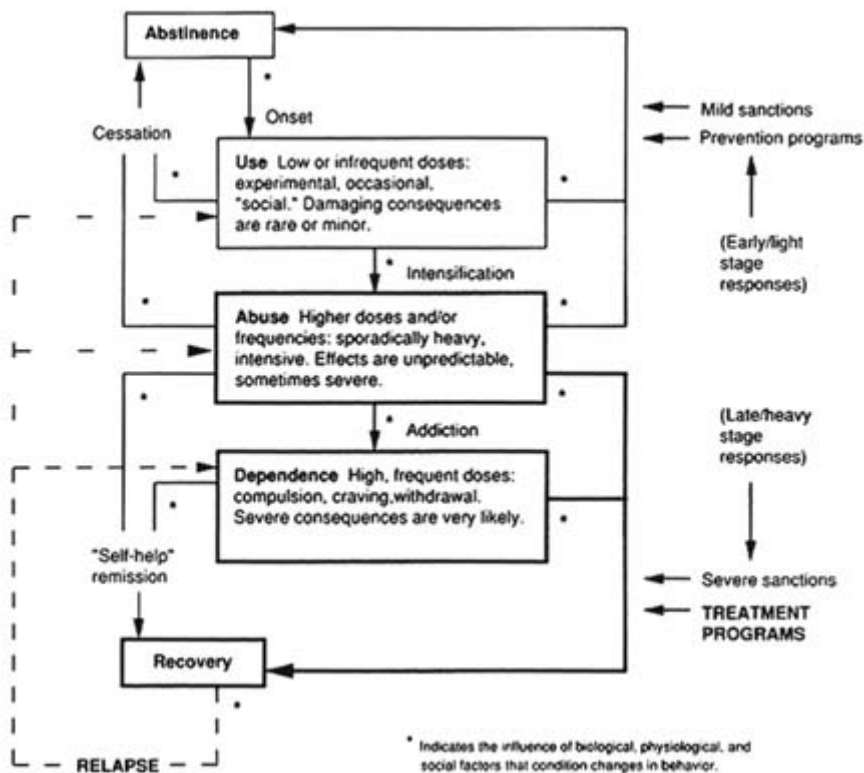 Abstinence
Onset
Cessation
Mild sanctions
Prevention programs
Use Low or infrequent doses:
experimental, occasional,
"social." Damaging consequences
are rare or minor.
(Early/light
stage
responses)
Intensification
Abuse Higher doses and/or
frequencies: sporadically heavy,
intensive. Effects are unpredictable,
sometimes severe.
Addiction
(Late/heavy
stage
responses)
Dependence High, frequent doses:
compulsion, craving,withdrawal.
Severe consequences are very likely.
"Self-help"
remission
Severe sanctions
TREATMENT
PROGRAMS
Recovery
RELAPSE
* Indicates the influence of biological, physiological, and
social factors that condition changes in behavior.